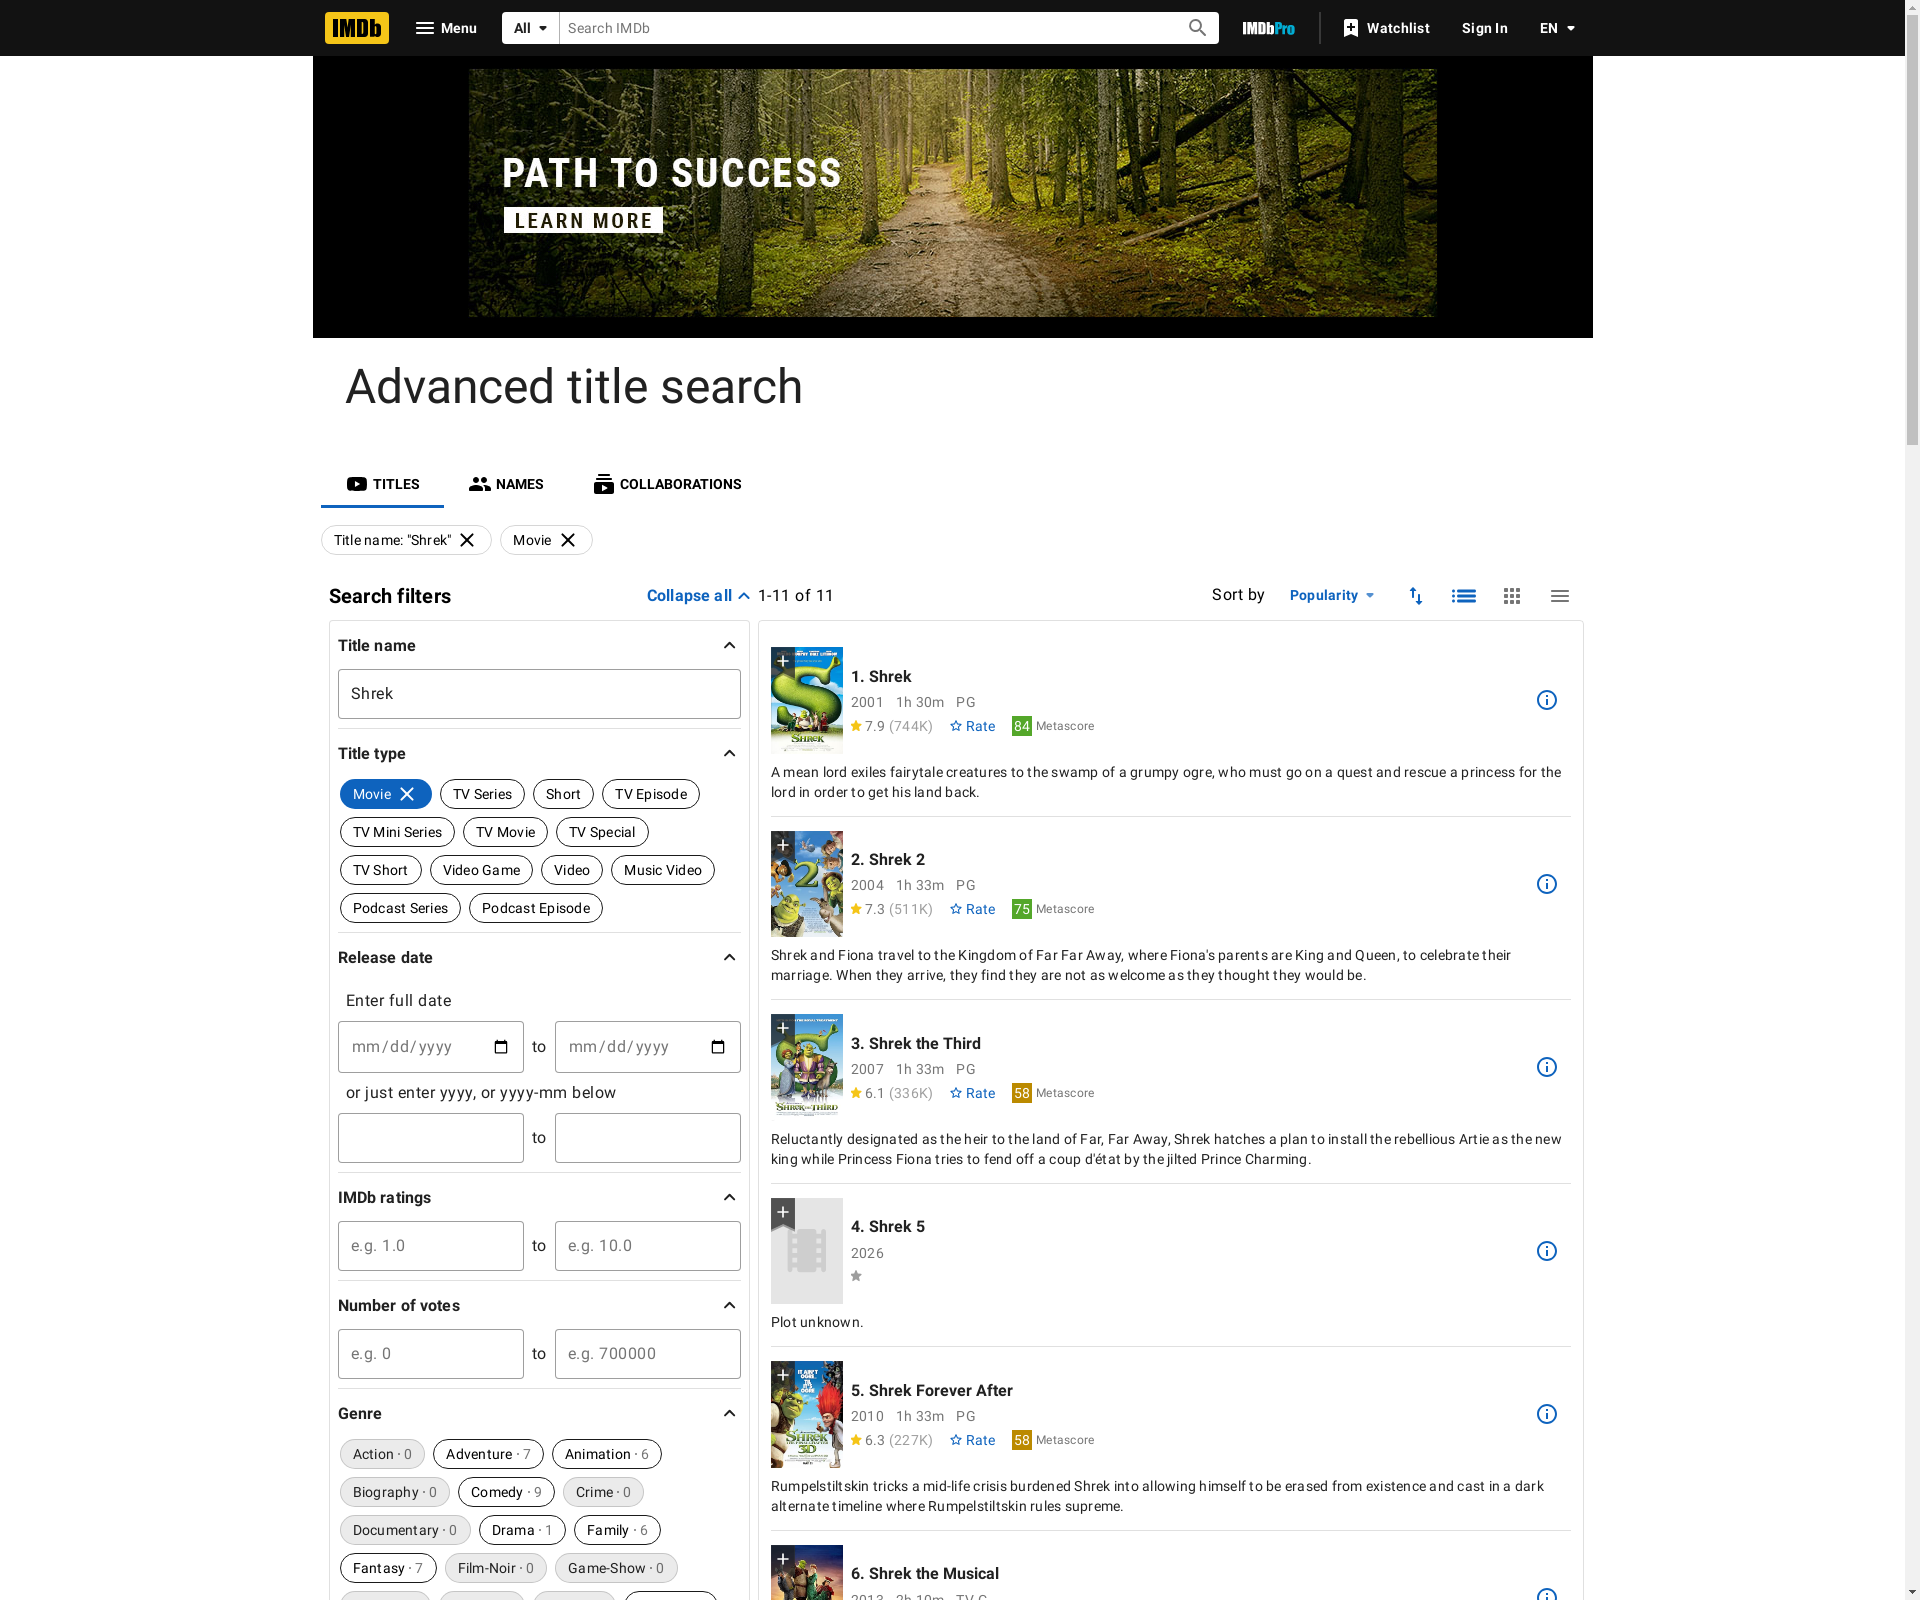 IMDb
Menu
All
Search IMDb
IMDbPro
Watchlist
Sign In
EN
PATH TO SUCCESS
LEARN MORE
Advanced title search
TITLES
NAMES
COLLABORATIONS
Title name: "Shrek"
Movie
Search filters
Collapse all
1-11 of 11
Sort by
Popularity
Title name
Shrek
Title type
Movie
TV Series
Short
TV Episode
TV Mini Series
TV Movie
TV Special
TV Short
Video Game
Video
Music Video
Podcast Series
Podcast Episode
Release date
Enter full date
mm/dd/yyyy
to
mm/dd/yyyy
or just enter yyyy, or yyyy-mm below
to
IMDb ratings
e.g. 1.0
to
e.g. 10.0
Number of votes
e.g. 0
to
e.g. 700000
Genre
Action · 0
Adventure · 7
Animation · 6
Biography · 0
Comedy · 9
Crime · 0
Documentary · 0
Drama · 1
Family · 6
Fantasy · 7
Film-Noir · 0
Game-Show · 0
SHREK
1. Shrek
2001 1h 30m PG
7.9 (744K) Rate 84 Metascore
A mean lord exiles fairytale creatures to the swamp of a grumpy ogre, who must go on a quest and rescue a princess for the
lord in order to get his land back.
2
2. Shrek 2
2004 1h 33m PG
7.3 (511K) Rate 75 Metascore
Shrek and Fiona travel to the Kingdom of Far Far Away, where Fiona's parents are King and Queen, to celebrate their
marriage. When they arrive, they find they are not as welcome as they thought they would be.
SHREK THE THIRD
3. Shrek the Third
2007 1h 33m PG
6.1 (336K) Rate 58 Metascore
Reluctantly designated as the heir to the land of Far, Far Away, Shrek hatches a plan to install the rebellious Artie as the new
king while Princess Fiona tries to fend off a coup d'état by the jilted Prince Charming.
4. Shrek 5
2026
Plot unknown.
IT AIN'T
OGRE
SHREK
3D
5. Shrek Forever After
2010 1h 33m PG
6.3 (227K) Rate 58 Metascore
Rumpelstiltskin tricks a mid-life crisis burdened Shrek into allowing himself to be erased from existence and cast in a dark
alternate timeline where Rumpelstiltskin rules supreme.
6. Shrek the Musical
2013 2h 10m TV-G